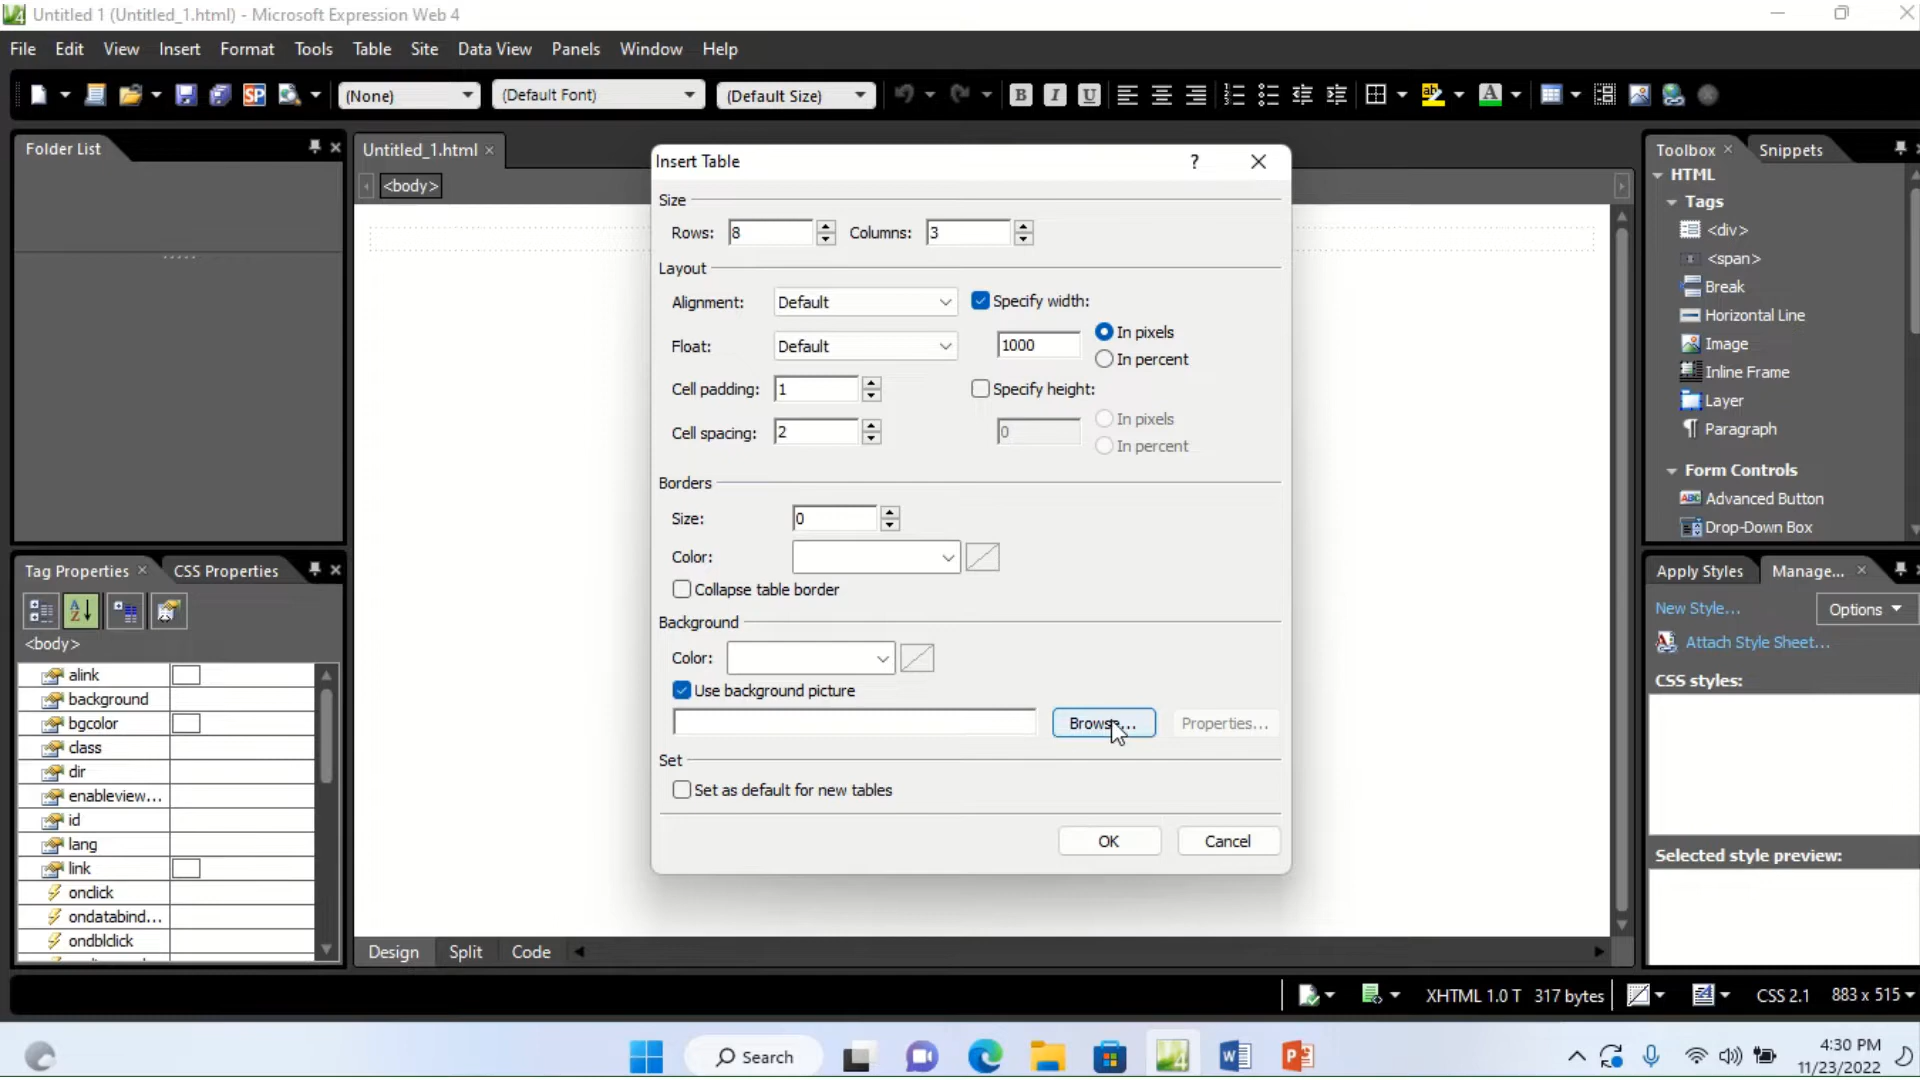 Untitled 1 (Untitled_1.html) - Microsoft Expression Web 4
File Edit View Insert Format Tools Table Site Data View Panels Window Help
(None) (Default Font) (Default Size)
Folder List
Untitled_1.html
<body>
Insert Table
Size
Rows: 8 Columns: 3
Layout
Alignment: Default Specify width:
Float: Default 1000 In pixels
In percent
Cell padding: 1 Specify height:
Cell spacing: 2 0 In pixels
In percent
Borders
Size: 0
Color:
Collapse table border
Background
Color:
Use background picture
Browse... Properties...
Set
Set as default for new tables
OK Cancel
Toolbox Snippets
HTML
Tags
<div>
<span>
Break
Horizontal Line
Image
Inline Frame
Layer
Paragraph
Form Controls
Advanced Button
Drop-Down Box
Tag Properties CSS Properties
<body>
alink
background
bgcolor
class
dir
enableview...
id
lang
link
onclick
ondatabind...
ondblclick
Apply Styles Manage...
New Style... Options
Attach Style Sheet...
CSS styles:
Selected style preview:
Design Split Code
XHTML 1.0 T 317 bytes CSS 2.1 883 x 515
Search
4:30 PM
11/23/2022